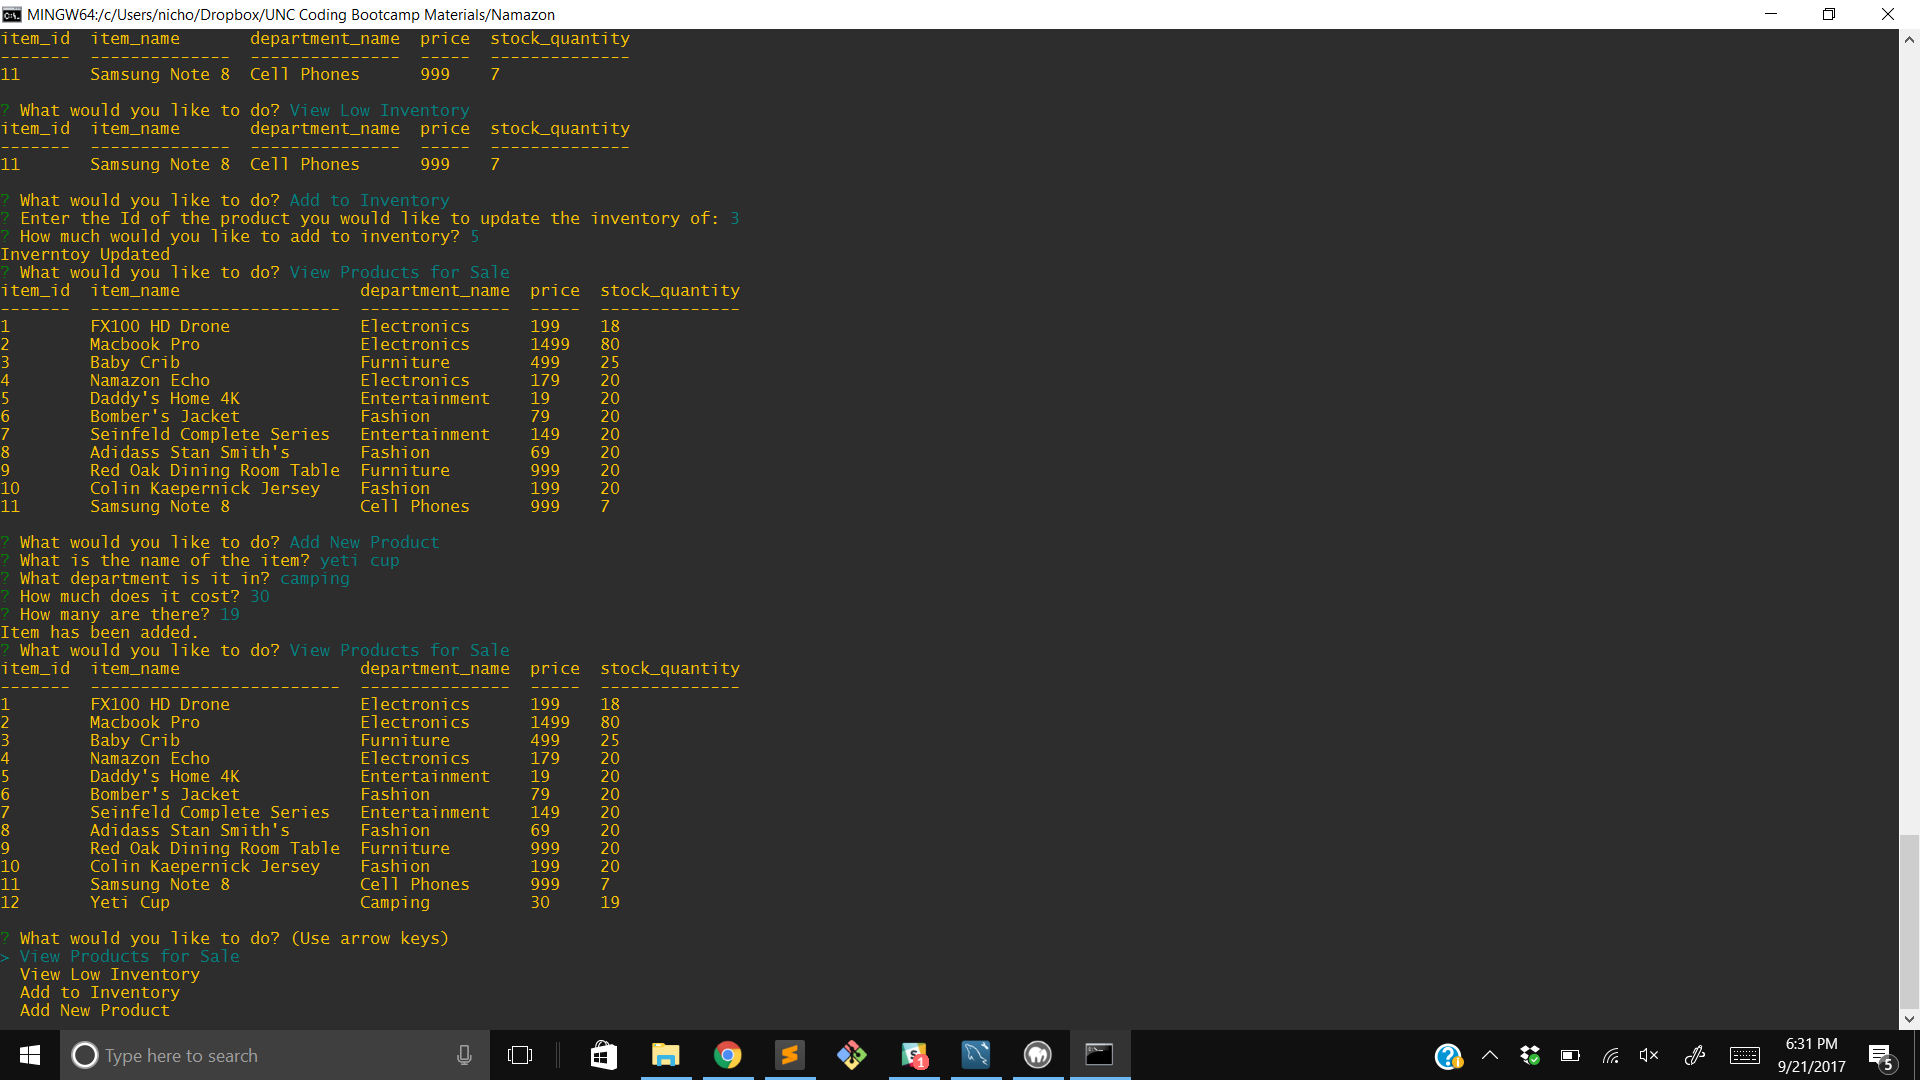 MINGW64:/c/Users/nicho/Dropbox/UNC Coding Bootcamp Materials/Namazon
item_id  item_name       department_name  price  stock_quantity
-------  --------------  ---------------  -----  --------------
11       Samsung Note 8  Cell Phones      999    7
? What would you like to do? View Low Inventory
item_id  item_name       department_name  price  stock_quantity
-------  --------------  ---------------  -----  --------------
11       Samsung Note 8  Cell Phones      999    7
? What would you like to do? Add to Inventory
? Enter the Id of the product you would like to update the inventory of: 3
? How much would you like to add to inventory? 5
Inverntoy Updated
? What would you like to do? View Products for Sale
item_id  item_name                  department_name  price  stock_quantity
-------  -------------------------  ---------------  -----  --------------
1        FX100 HD Drone             Electronics      199    18
2        Macbook Pro                Electronics      1499   80
3        Baby Crib                  Furniture        499    25
4        Namazon Echo               Electronics      179    20
5        Daddy's Home 4K            Entertainment    19     20
6        Bomber's Jacket            Fashion          79     20
7        Seinfeld Complete Series   Entertainment    149    20
8        Adidass Stan Smith's       Fashion          69     20
9        Red Oak Dining Room Table  Furniture        999    20
10       Colin Kaepernick Jersey    Fashion          199    20
11       Samsung Note 8             Cell Phones      999    7
? What would you like to do? Add New Product
? What is the name of the item? yeti cup
? What department is it in? camping
? How much does it cost? 30
? How many are there? 19
Item has been added.
? What would you like to do? View Products for Sale
item_id  item_name                  department_name  price  stock_quantity
-------  -------------------------  ---------------  -----  --------------
1        FX100 HD Drone             Electronics      199    18
2        Macbook Pro                Electronics      1499   80
3        Baby Crib                  Furniture        499    25
4        Namazon Echo               Electronics      179    20
5        Daddy's Home 4K            Entertainment    19     20
6        Bomber's Jacket            Fashion          79     20
7        Seinfeld Complete Series   Entertainment    149    20
8        Adidass Stan Smith's       Fashion          69     20
9        Red Oak Dining Room Table  Furniture        999    20
10       Colin Kaepernick Jersey    Fashion          199    20
11       Samsung Note 8             Cell Phones      999    7
12       Yeti Cup                   Camping          30     19
? What would you like to do? (Use arrow keys)
> View Products for Sale
  View Low Inventory
  Add to Inventory
  Add New Product
Type here to search
1
6:31 PM
9/21/2017
5